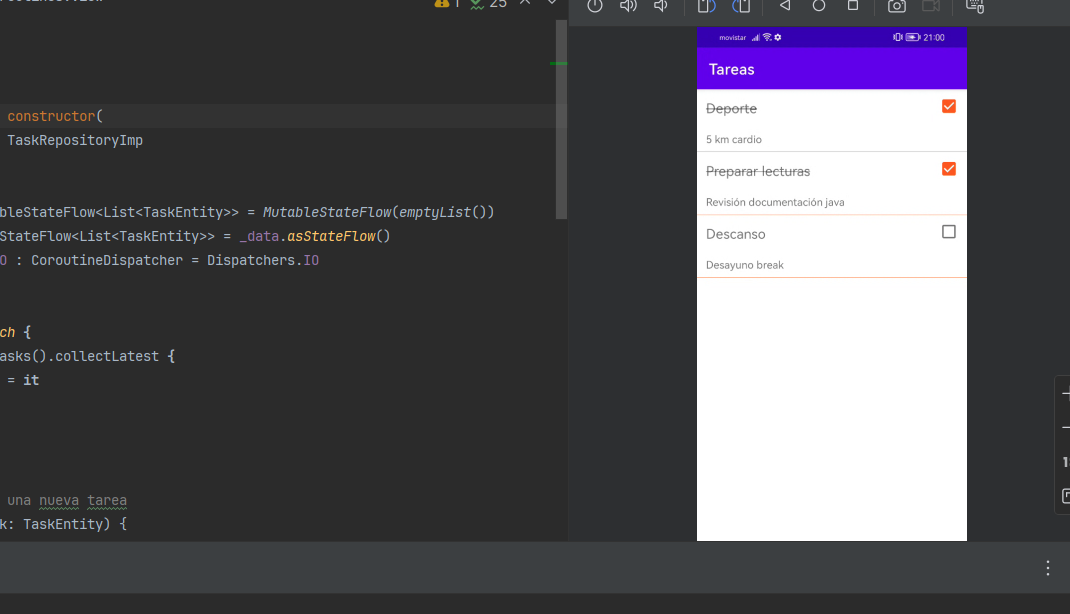 1 25
constructor(
TaskRepositoryImp
bleStateFlow<List<TaskEntity>> = MutableStateFlow(emptyList())
StateFlow<List<TaskEntity>> = _data.asStateFlow()
O : CoroutineDispatcher = Dispatchers.IO
ch {
asks().collectLatest {
= it
una nueva tarea
k: TaskEntity) {
movistar 21:00
Tareas
Deporte
5 km cardio
Preparar lecturas
Revisión documentación java
Descanso
Desayuno break